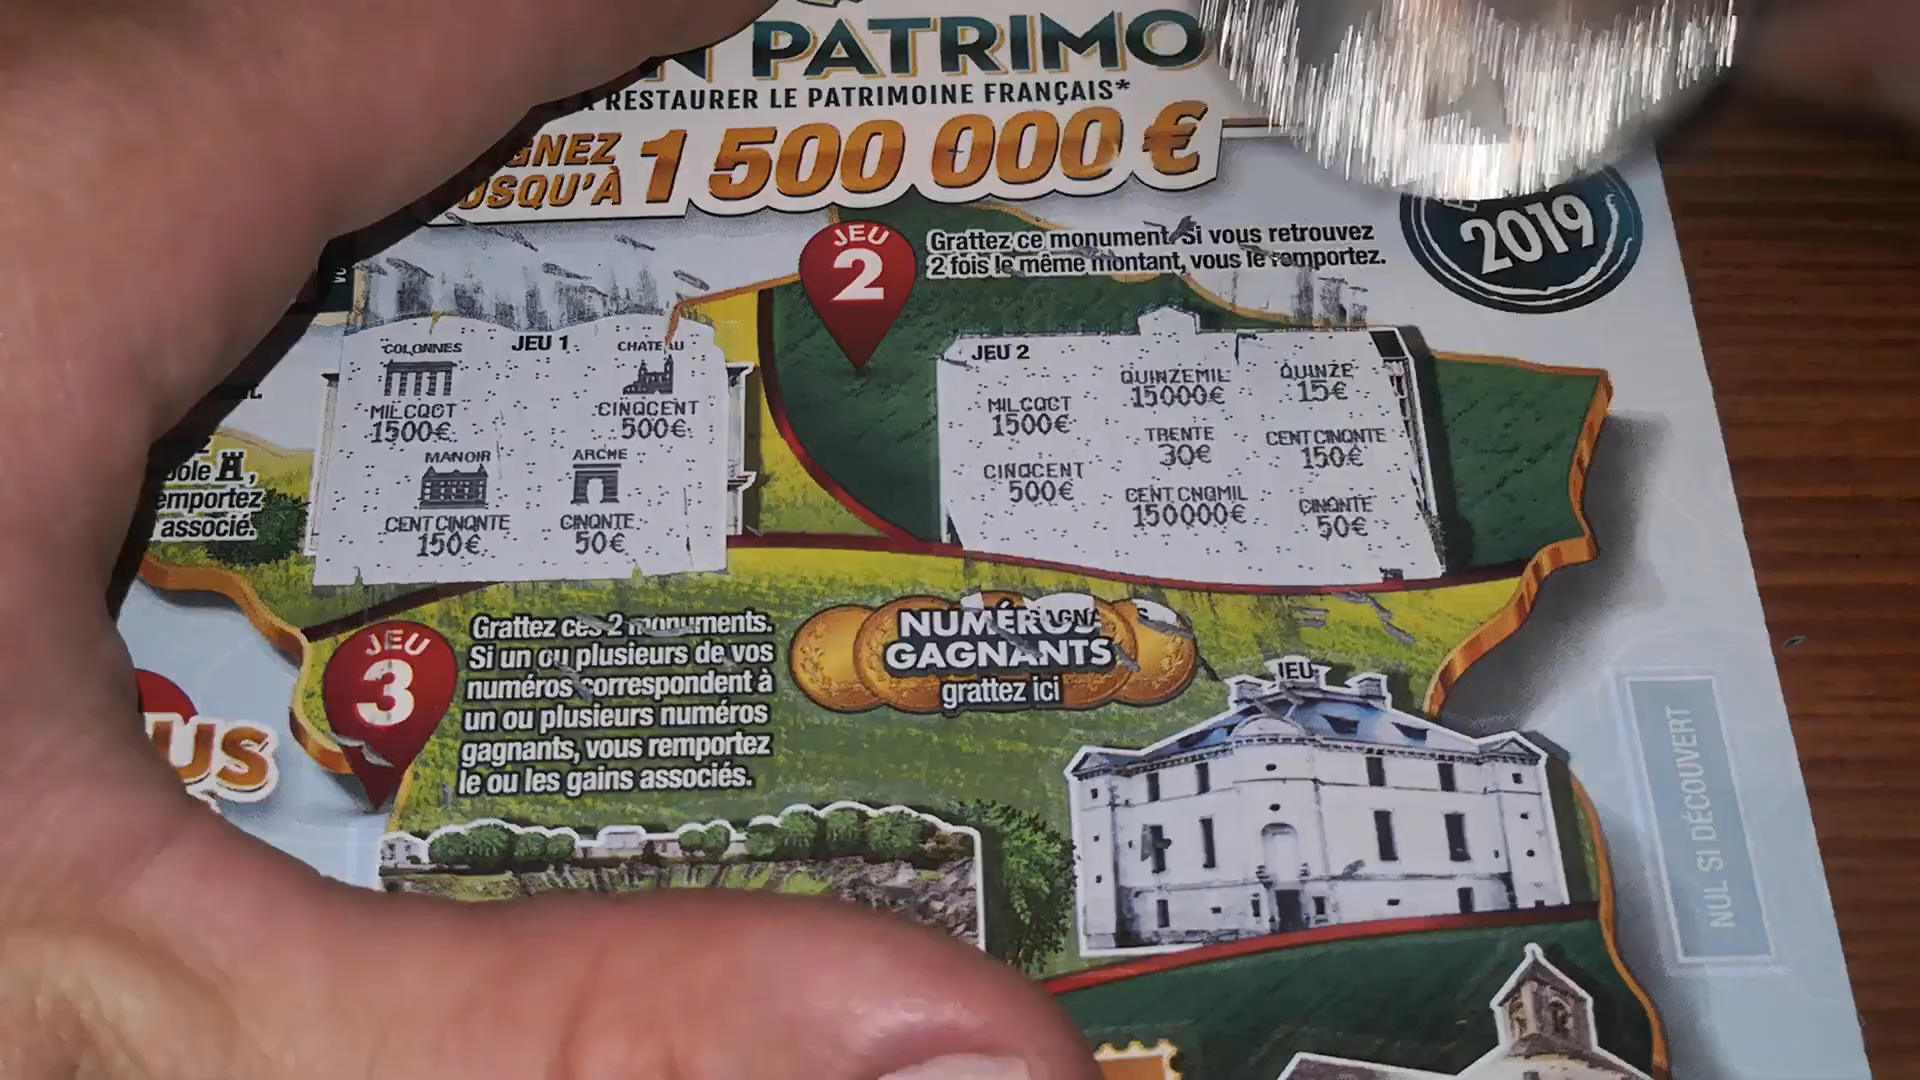 PATRIMO
RESTAURER LE PATRIMOINE FRANÇAIS*
1 500 000 €
2019
JEU
2
Grattez ce monument. Si vous retrouvez
2 fois le même montant, vous le remportez.
COLONNES
JEU 1
CHATEAU
MILCQCT
1500€
CINQCENT
500€
MANOIR
ARCHE
CENT CINQNTE
150€
CINQNTE
50€
JEU 2
QUINZEMIL
15000€
QUINZE
15€
MILCQCT
1500€
TRENTE
30€
CENT CINQNTE
150€
CINQCENT
500€
CENT CNQMIL
150000€
CINQNTE
50€
associé.
JEU
3
Grattez ces 2 monuments.
Si un ou plusieurs de vos
numéros correspondent à
un ou plusieurs numéros
gagnants, vous remportez
le ou les gains associés.
NUMÉROS
GAGNANTS
grattez ici
JEU
US
NUL SI DÉCOUVERT